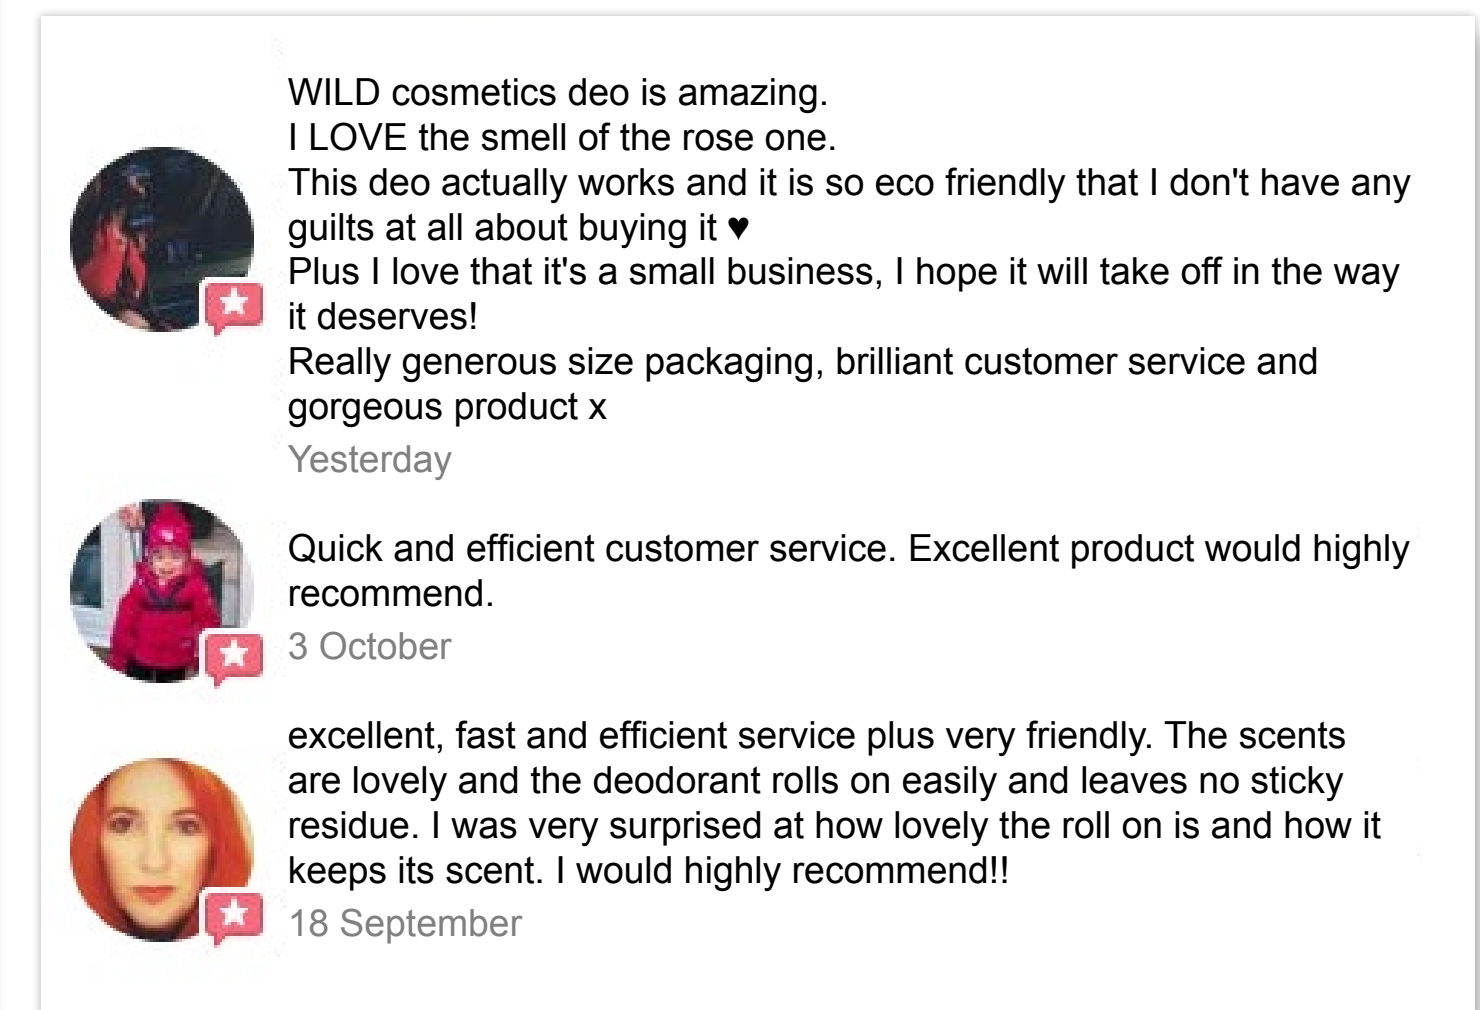 WILD cosmetics deo is amazing.
I LOVE the smell of the rose one.
This deo actually works and it is so eco friendly that I don't have any
guilts at all about buying it ♥
Plus I love that it's a small business, I hope it will take off in the way
it deserves!
Really generous size packaging, brilliant customer service and
gorgeous product x
Yesterday
Quick and efficient customer service. Excellent product would highly
recommend.
3 October
excellent, fast and efficient service plus very friendly. The scents
are lovely and the deodorant rolls on easily and leaves no sticky
residue. I was very surprised at how lovely the roll on is and how it
keeps its scent. I would highly recommend!!
18 September